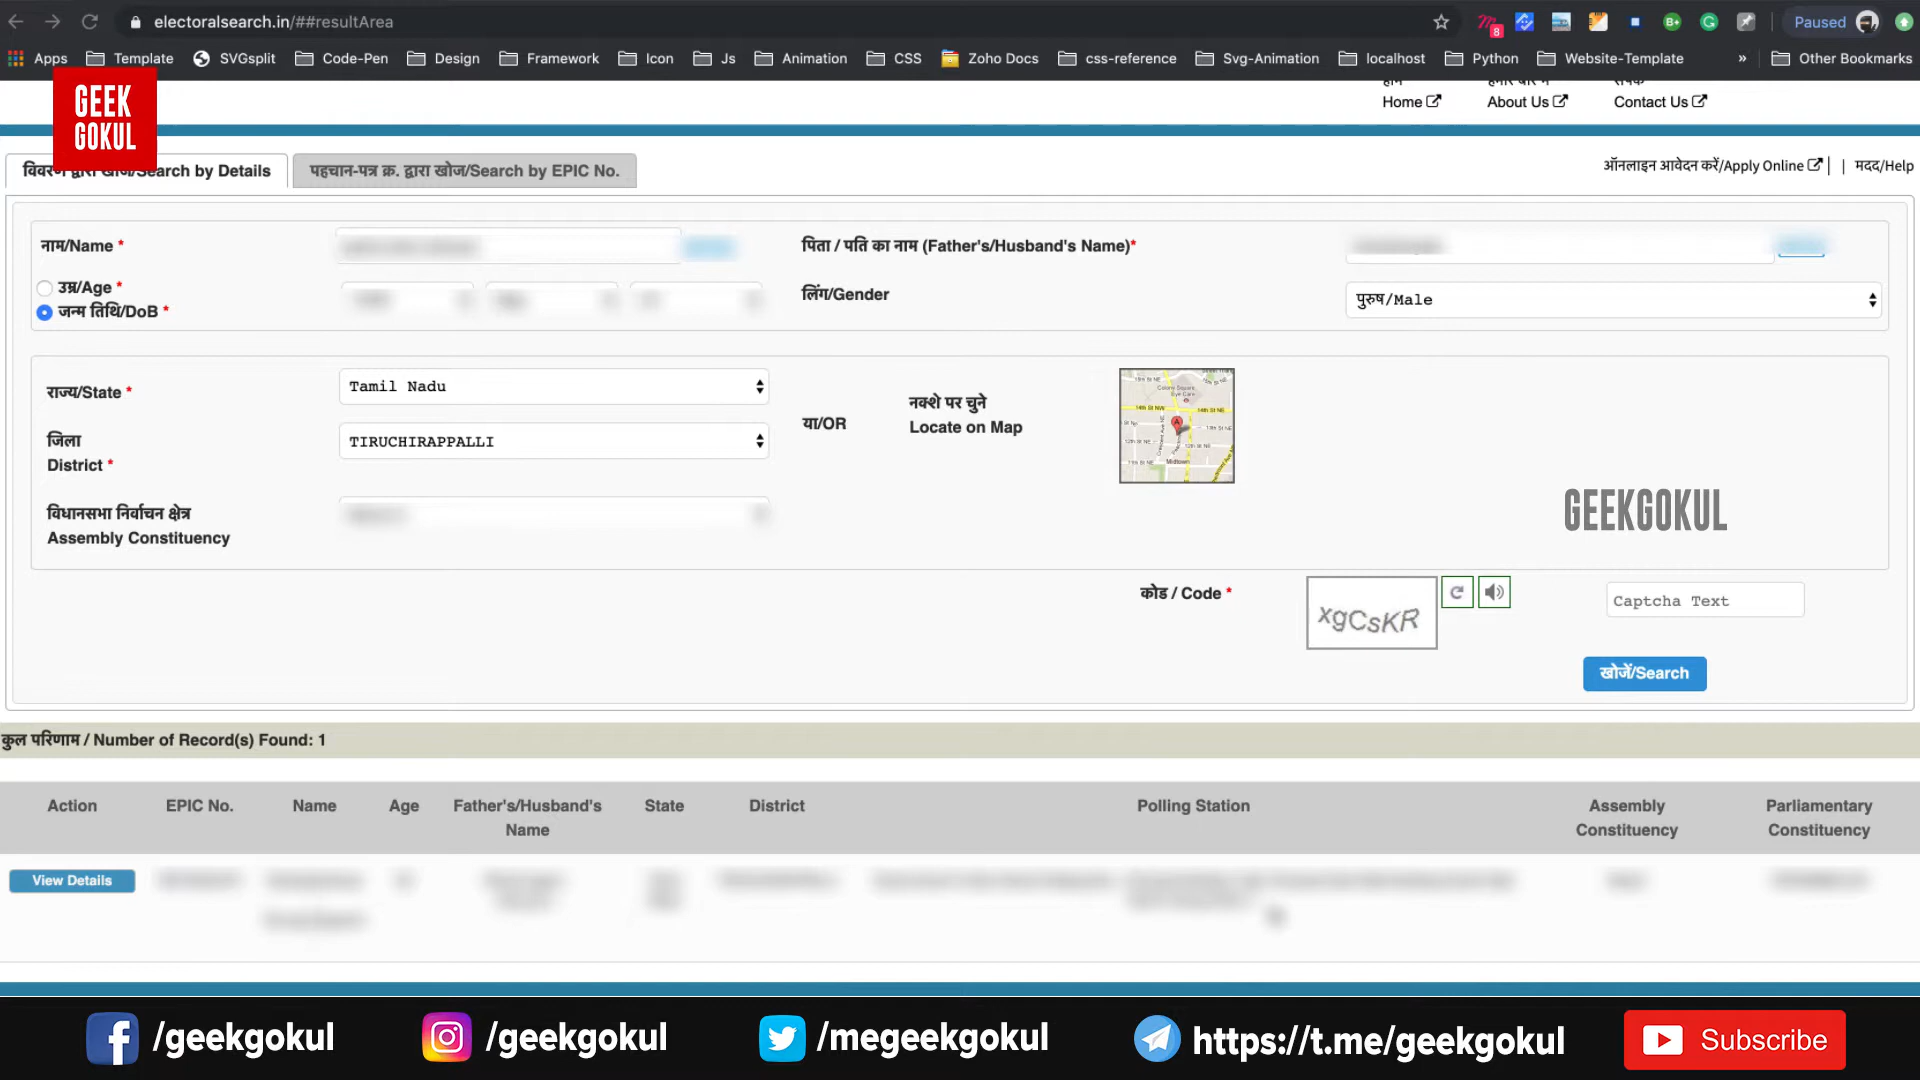 electoralsearch.in/##resultArea
8
B+
Paused
Apps
Template
SVGsplit
Code-Pen
Design
Framework
Icon
Js
Animation
CSS
Zoho Docs
css-reference
Svg-Animation
localhost
Python
Website-Template
»
Other Bookmarks
GEEK
GOKUL
Home
About Us
Contact Us
विवरण द्वारा खोज/Search by Details
पहचान-पत्र क्र. द्वारा खोज/Search by EPIC No.
ऑनलाइन आवेदन करें/Apply Online | | मदद/Help
नाम/Name *
पिता / पति का नाम (Father's/Husband's Name)*
उम्र/Age *
जन्म तिथि/DoB *
लिंग/Gender
पुरुष/Male
राज्य/State *
Tamil Nadu
जिला
District *
TIRUCHIRAPPALLI
या/OR
नक्शे पर चुने
Locate on Map
विधानसभा निर्वाचन क्षेत्र
Assembly Constituency
GEEKGOKUL
कोड / Code *
xgCsKR
Captcha Text
खोजें/Search
कुल परिणाम / Number of Record(s) Found: 1
Action
EPIC No.
Name
Age
Father's/Husband's
Name
State
District
Polling Station
Assembly
Constituency
Parliamentary
Constituency
View Details
/geekgokul
/geekgokul
/megeekgokul
https://t.me/geekgokul
Subscribe